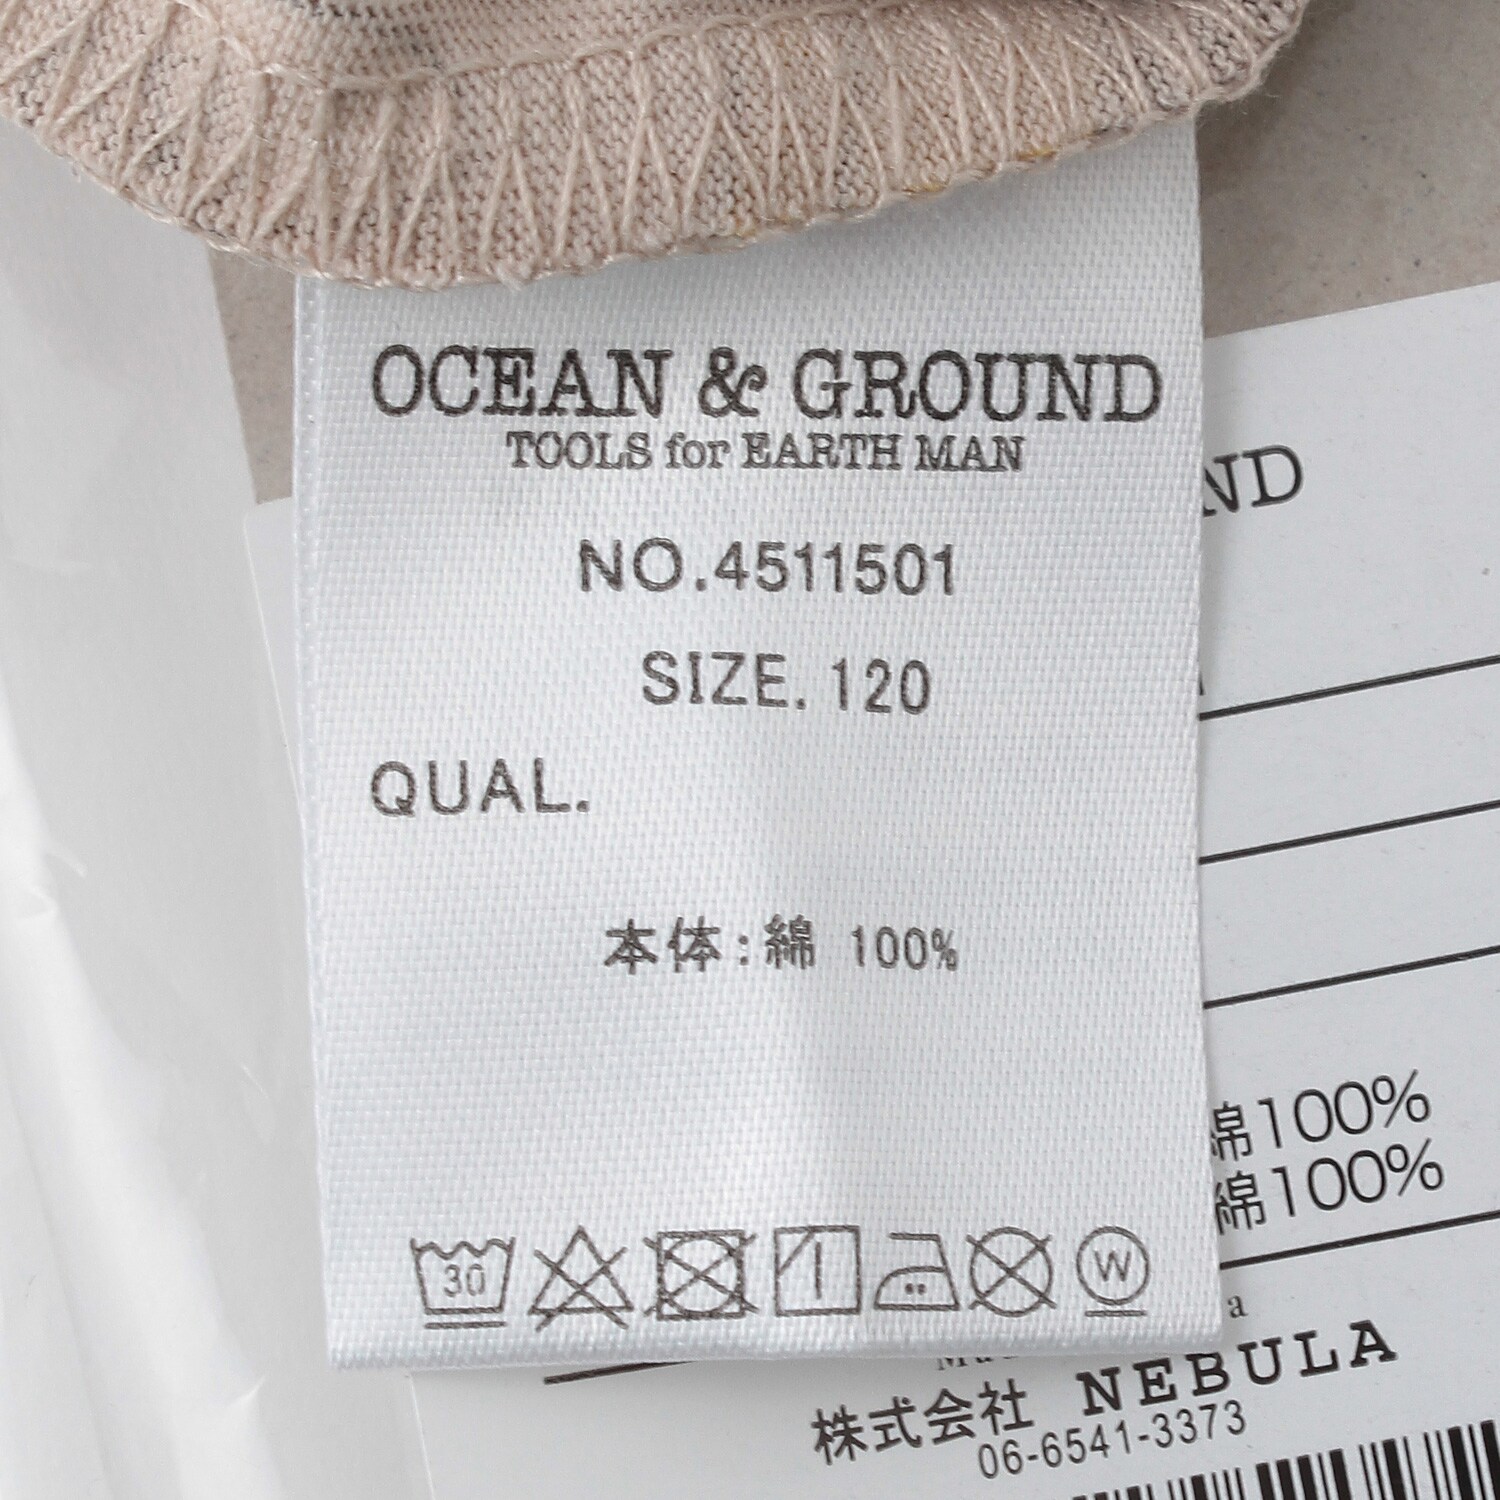 OCEAN & GROUND
TOOLS for EARTH MAN
NO.4511501
SIZE. 120
QUAL.
本体:綿 100%
30
W
ND
綿100%
綿100%
a
株式会社 NEBULA
06-6541-3373